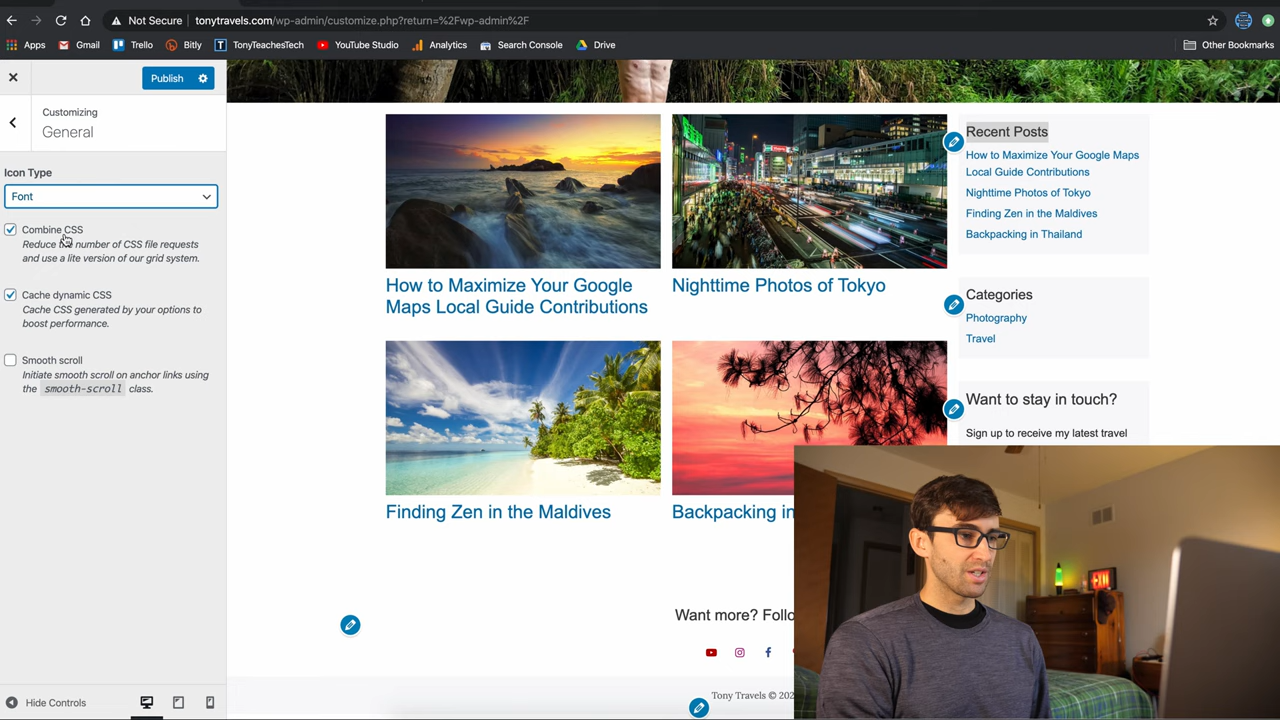 Not Secure
tonytravels.com/wp-admin/customize.php?return=%2Fwp-admin%2F
Apps
Gmail
Trello
Bitly
TonyTeachesTech
YouTube Studio
Analytics
Search Console
Drive
Other Bookmarks
Publish
Customizing
General
Icon Type
Font
Combine CSS
Reduce the number of CSS file requests
and use a lite version of our grid system.
Cache dynamic CSS
Cache CSS generated by your options to
boost performance.
Smooth scroll
Initiate smooth scroll on anchor links using
the smooth-scroll class.
Hide Controls
How to Maximize Your Google
Maps Local Guide Contributions
Nighttime Photos of Tokyo
Finding Zen in the Maldives
Backpacking in
Want more? Follo
Tony Travels © 202
Recent Posts
How to Maximize Your Google Maps
Local Guide Contributions
Nighttime Photos of Tokyo
Finding Zen in the Maldives
Backpacking in Thailand
Categories
Photography
Travel
Want to stay in touch?
Sign up to receive my latest travel